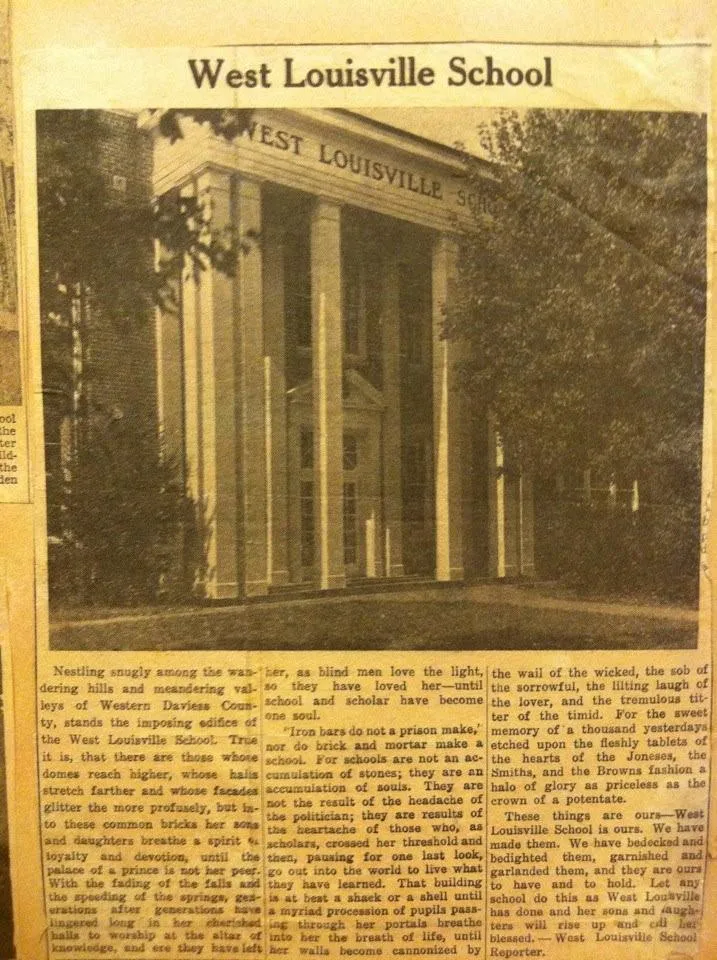 West Louisville School
WEST LOUISVILLE SCHO
ool
the
ter
ild-
the
den
Nestling snugly among the wan-
dering hills and meandering val-
leys of Western Daviess Coun-
ty, stands the imposing edifice of
the West Louisville School. True
it is, that there are those whose
domes reach higher, whose halls
stretch farther and whose facades
glitter the more profusely, but in-
to these common bricks her sons
and daughters breathe a spirit of
loyalty and devotion, until the
palace of a prince is not her peer.
With the fading of the falls and
the speeding of the springs, gen-
erations after generations have
lingered long in her cherished
halls to worship at the altar of
knowledge, and ere they have left
her, as blind men love the light,
so they have loved her—until
school and scholar have become
one soul.
"Iron bars do not a prison make,'
nor do brick and mortar make a
school. For schools are not an ac-
cumulation of stones; they are an
accumulation of souls. They are
not the result of the headache of
the politician; they are results of
the heartache of those who, as
scholars, crossed her threshold and
then, pausing for one last look,
go out into the world to live what
they have learned. That building
is at best a shack or a shell until
a myriad procession of pupils pass-
ing through her portals breathe
into her the breath of life, until
her walls become cannonized by
the wail of the wicked, the sob of
the sorrowful, the lilting laugh of
the lover, and the tremulous tit-
ter of the timid. For the sweet
memory of a thousand yesterdays
etched upon the fleshly tablets of
the hearts of the Joneses, the
Smiths, and the Browns fashion a
halo of glory as priceless as the
crown of a potentate.
These things are ours—West
Louisville School is ours. We have
made them. We have bedecked and
bedighted them, garnished and
garlanded them, and they are ours
to have and to hold. Let any
school do this as West Louisville
has done and her sons and daugh-
ters will rise up and call her
blessed.—West Louisville School
Reporter.